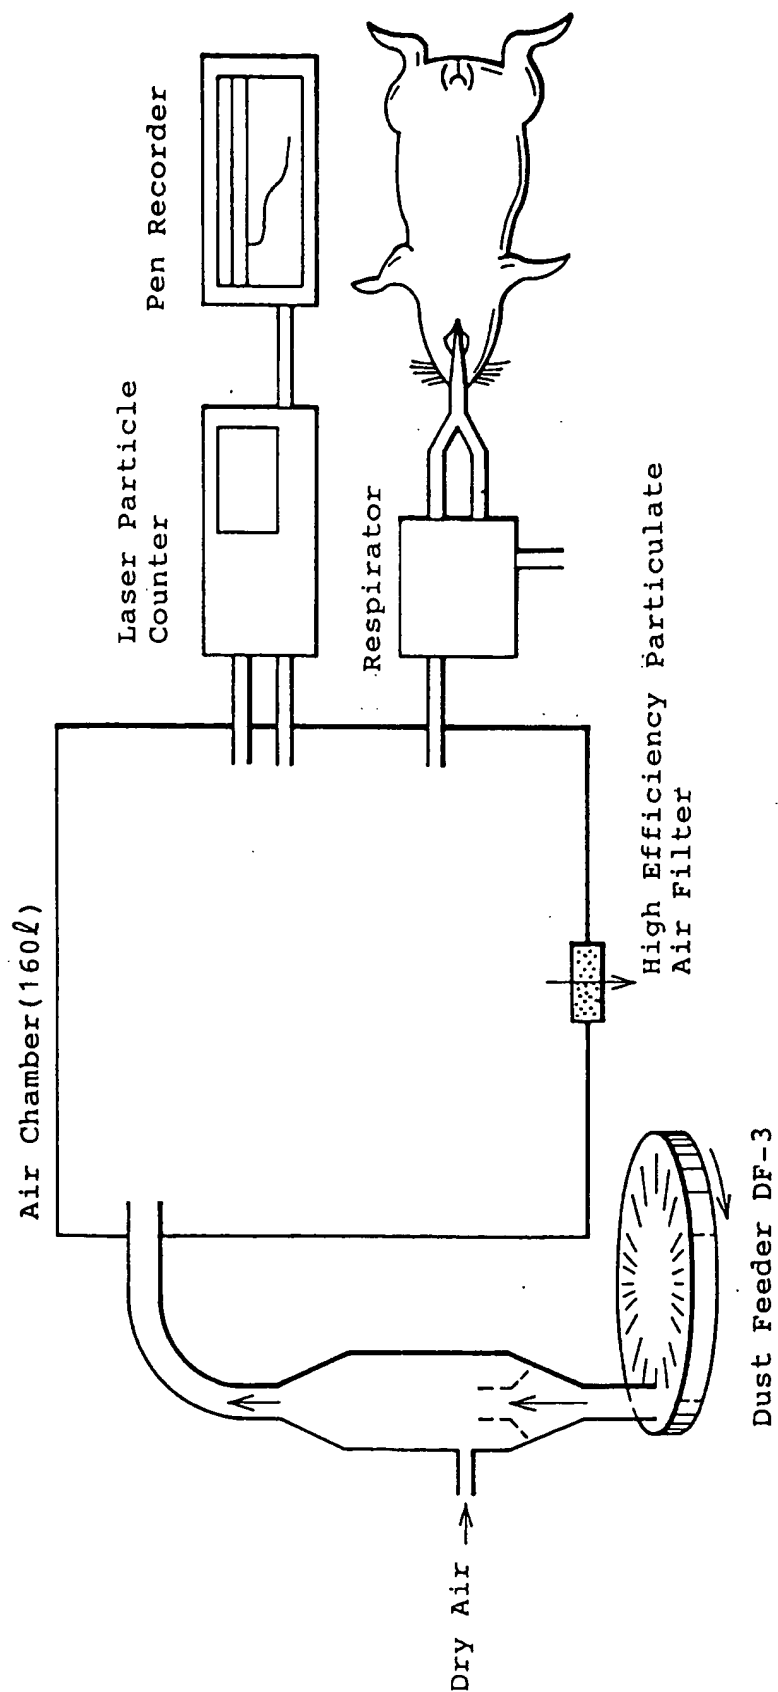 Air Chamber(160ℓ)
Laser Particle
Counter
Pen Recorder
Respirator
High Efficiency Particulate
Air Filter
Dry Air
Dust Feeder DF-3